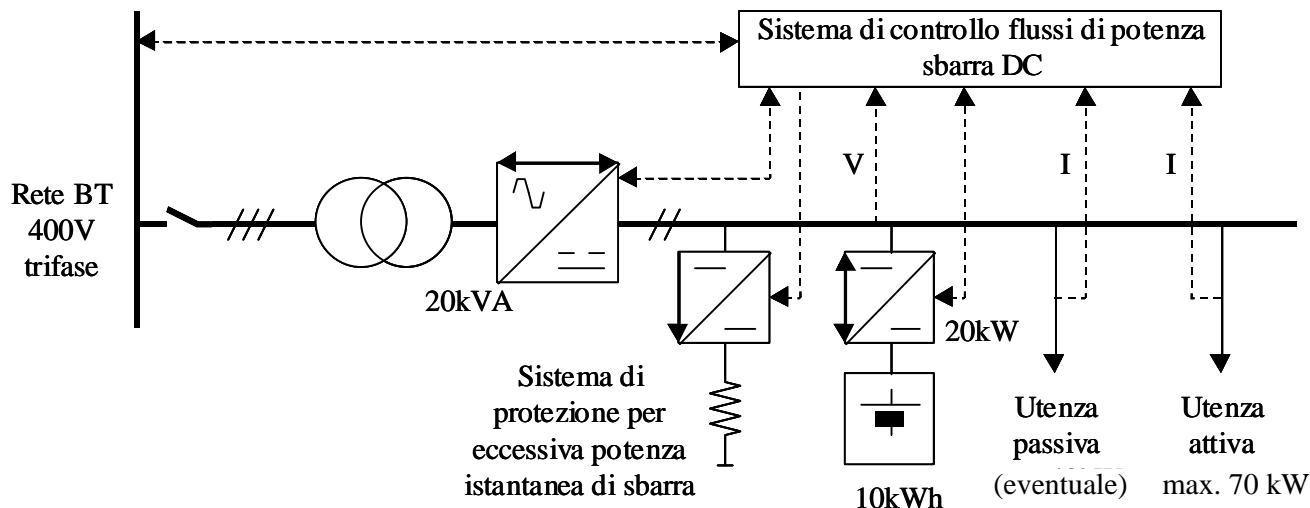 Sistema di controllo flussi di potenza
sbarra DC
Rete BT
400V
trifase
V
I
I
20kVA
20kW
Sistema di
protezione per
eccessiva potenza
istantanea di sbarra
10kWh
Utenza
passiva
(eventuale)
Utenza
attiva
max. 70 kW